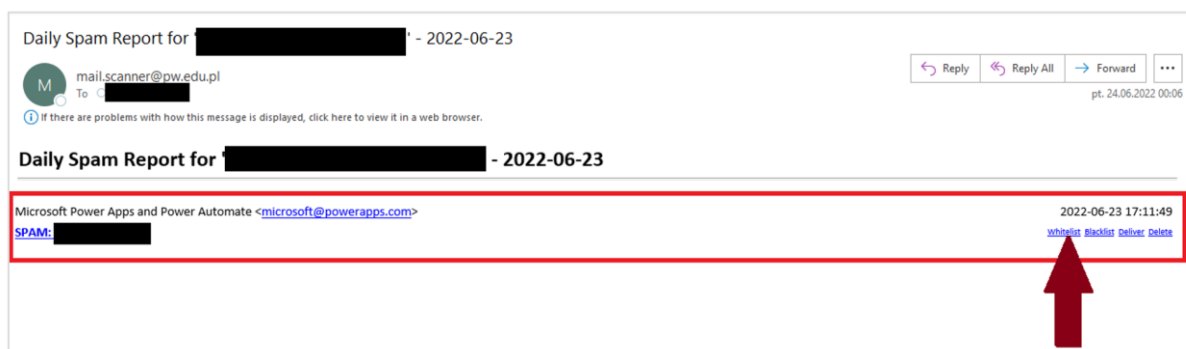 Daily Spam Report for '                    ' - 2022-06-23
M
mail.scanner@pw.edu.pl
To
Reply
Reply All
Forward
...
pt. 24.06.2022 00:06
If there are problems with how this message is displayed, click here to view it in a web browser.
Daily Spam Report for '                    - 2022-06-23
Microsoft Power Apps and Power Automate <microsoft@powerapps.com>
2022-06-23 17:11:49
SPAM:
Whitelist Blacklist Deliver Delete